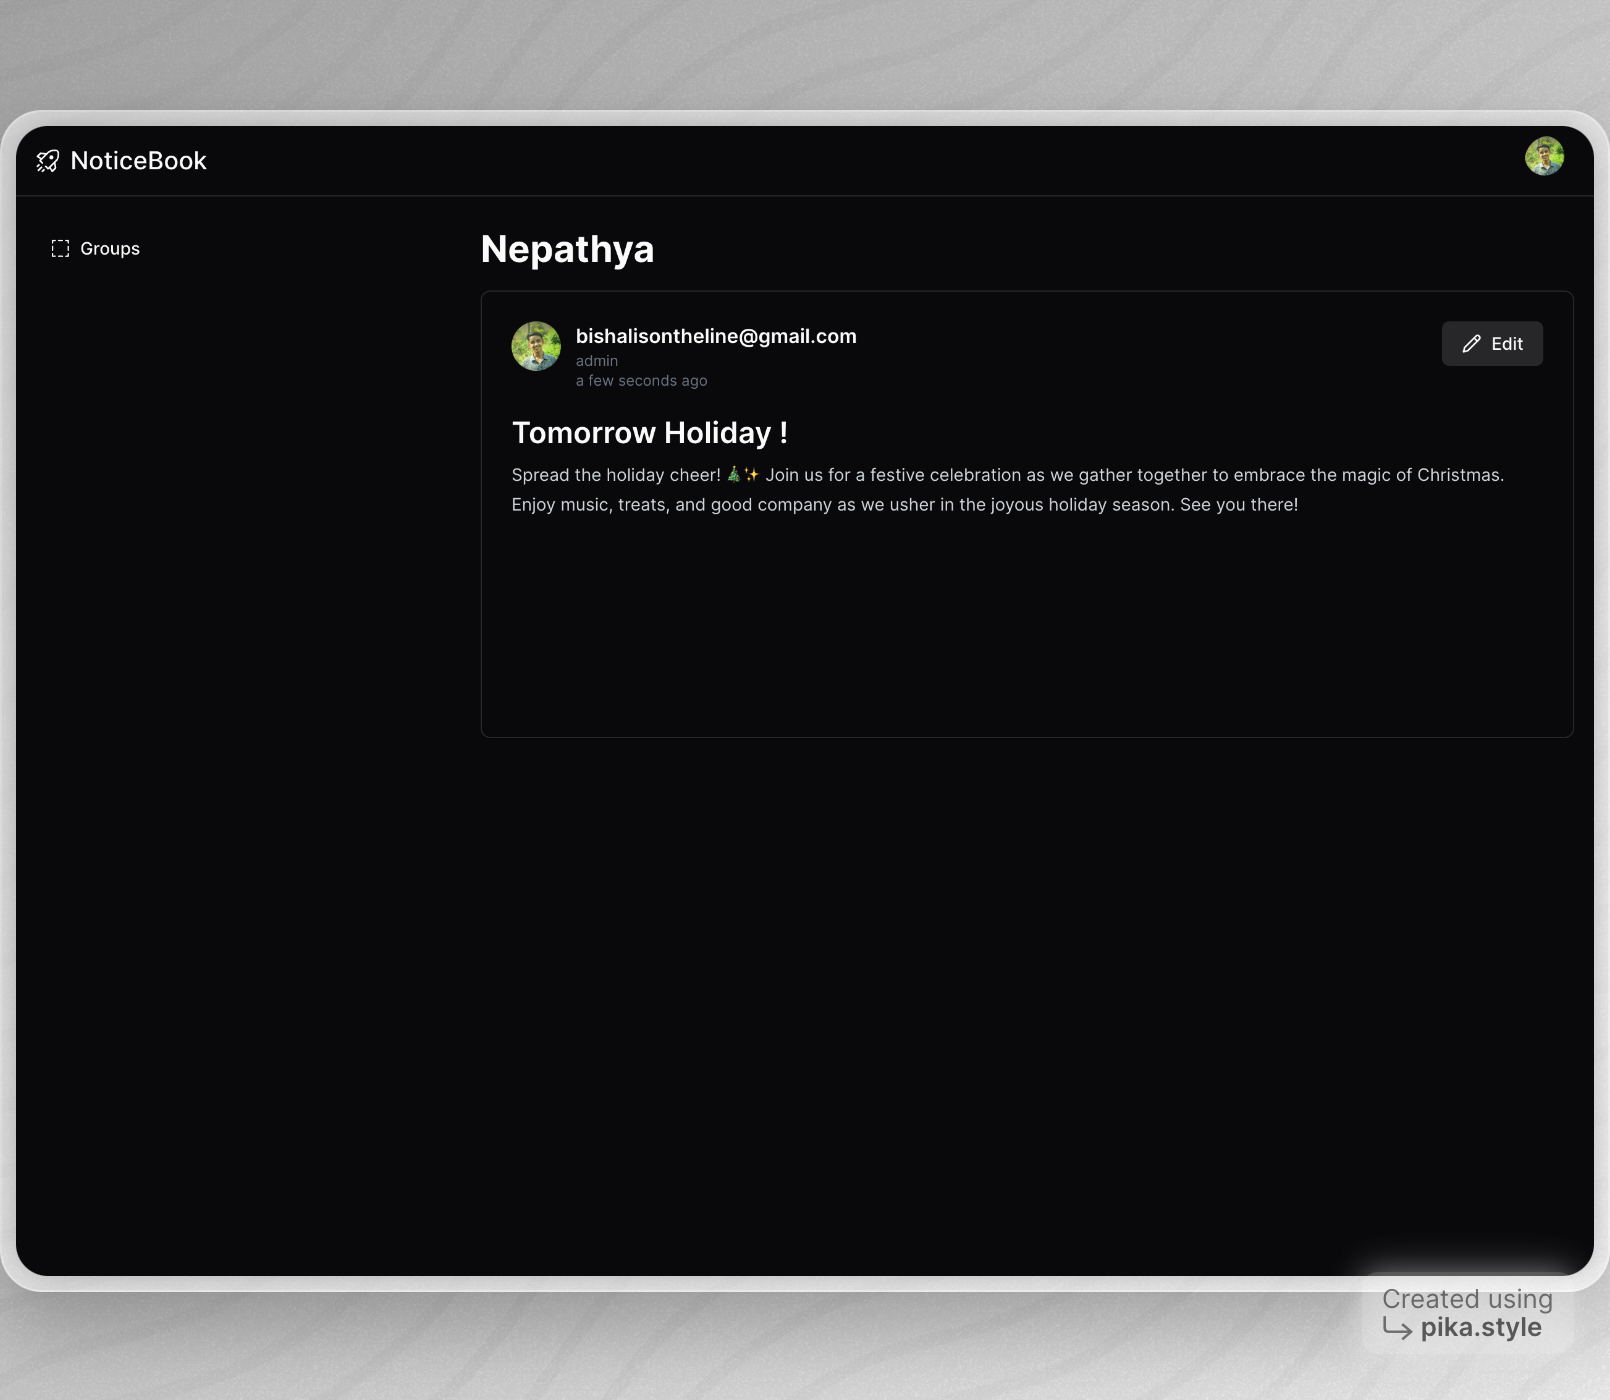 NoticeBook
Groups
Nepathya
bishalisontheline@gmail.com
admin
a few seconds ago
Edit
Tomorrow Holiday !
Spread the holiday cheer! 🎄✨ Join us for a festive celebration as we gather together to embrace the magic of Christmas.
Enjoy music, treats, and good company as we usher in the joyous holiday season. See you there!
Created using
pika.style